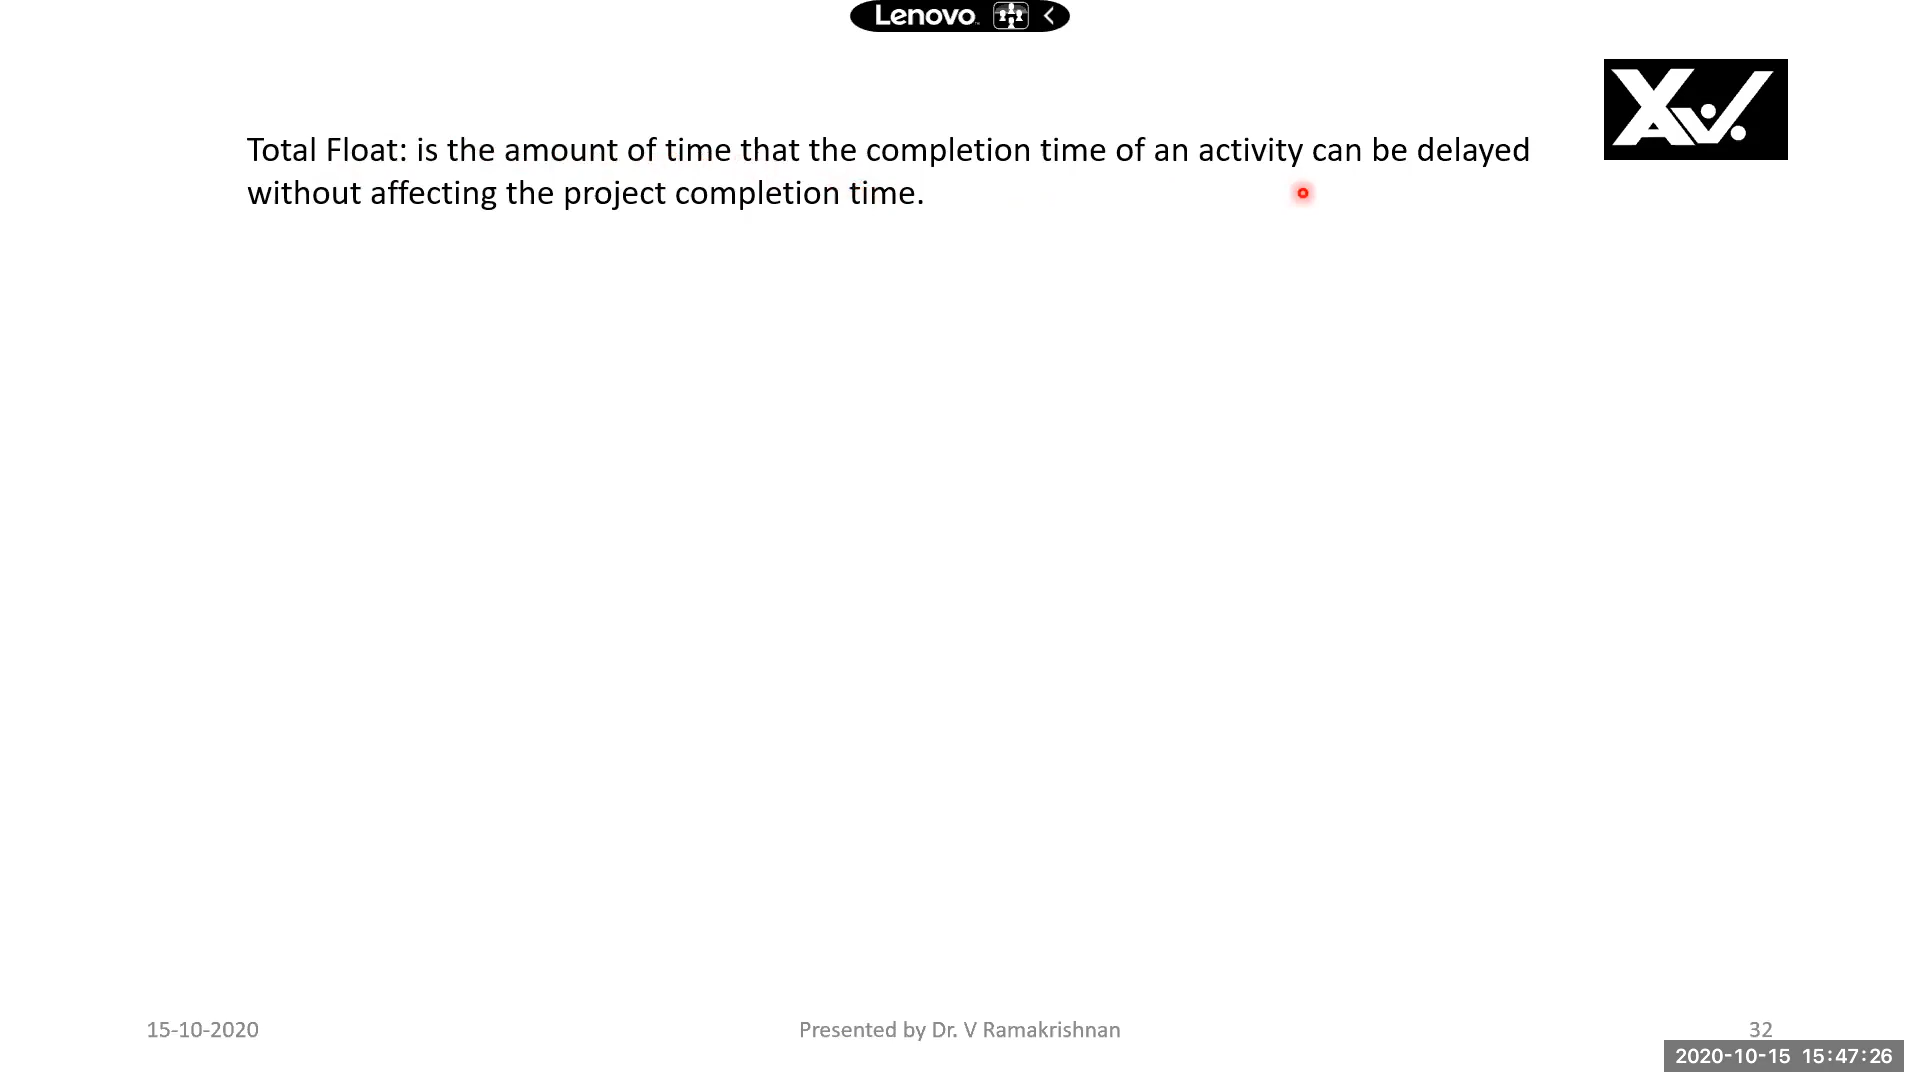 Lenovo
XAVI
Total Float: is the amount of time that the completion time of an activity can be delayed
without affecting the project completion time.
15-10-2020
Presented by Dr. V Ramakrishnan
32
2020-10-15 15:47:26